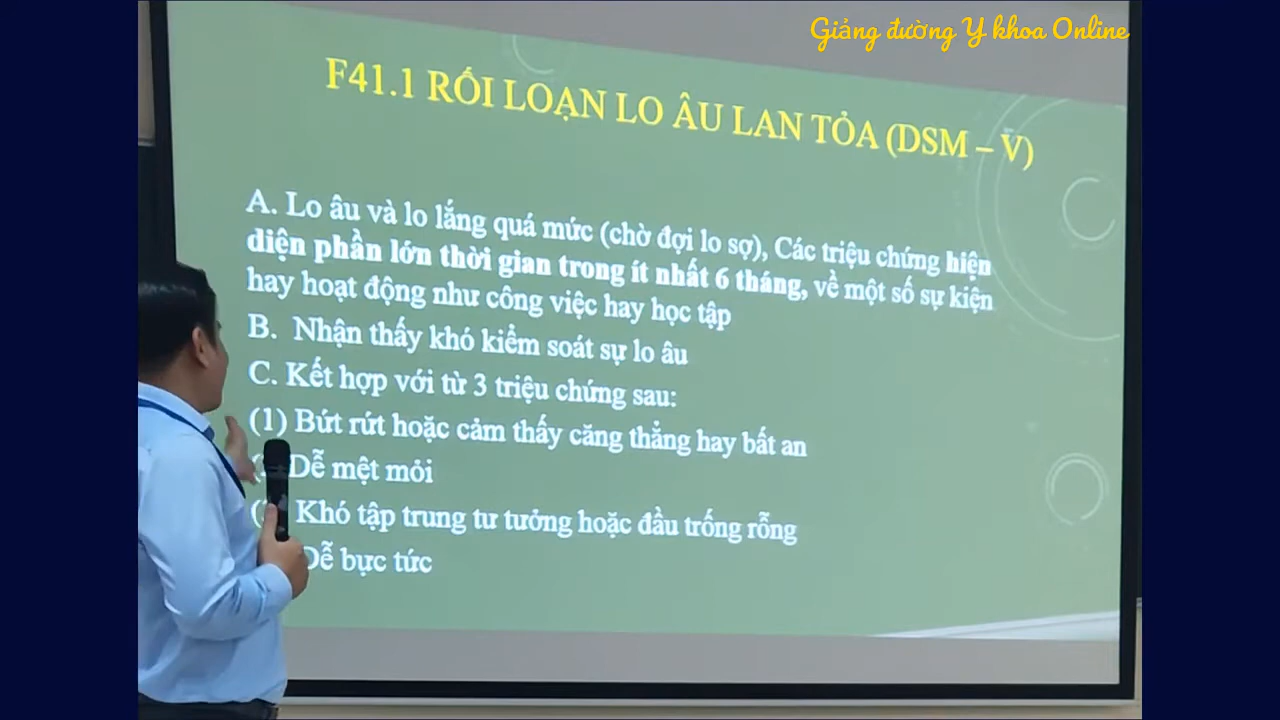 Giảng đường Y khoa Online
F41.1 RỐI LOẠN LO ÂU LAN TỎA (DSM – V)
A. Lo âu và lo lắng quá mức (chờ đợi lo sợ), Các triệu chứng hiện
diện phần lớn thời gian trong ít nhất 6 tháng, về một số sự kiện
hay hoạt động như công việc hay học tập
B. Nhận thấy khó kiểm soát sự lo âu
C. Kết hợp với từ 3 triệu chứng sau:
(1) Bứt rứt hoặc cảm thấy căng thẳng hay bất an
Dễ mệt mỏi
Khó tập trung tư tưởng hoặc đầu trống rỗng
Dễ bực tức